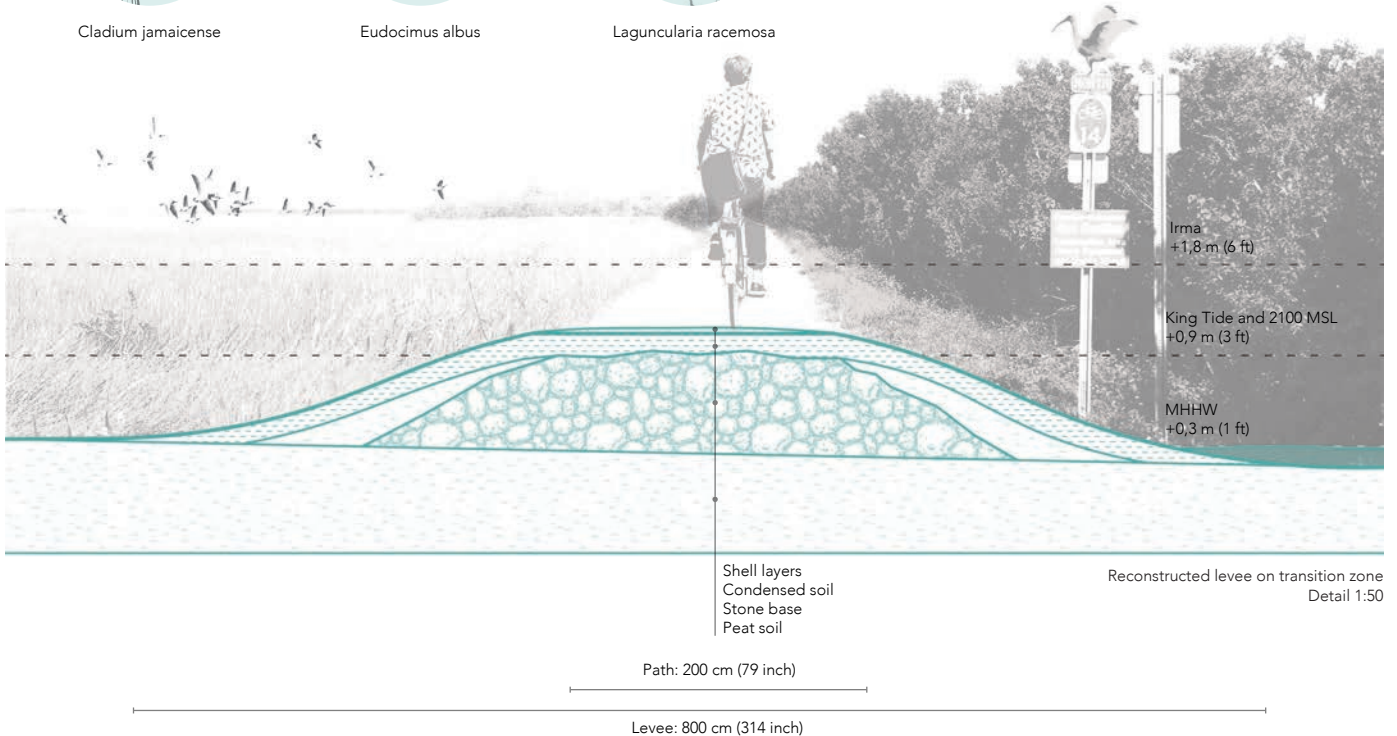 Cladium jamaicense
Eudocimus albus
Laguncularia racemosa
14
Irma
+1,8 m (6 ft)
King Tide and 2100 MSL
+0,9 m (3 ft)
MHHW
+0,3 m (1 ft)
Shell layers
Condensed soil
Stone base
Peat soil
Reconstructed levee on transition zone
Detail 1:50
Path: 200 cm (79 inch)
Levee: 800 cm (314 inch)